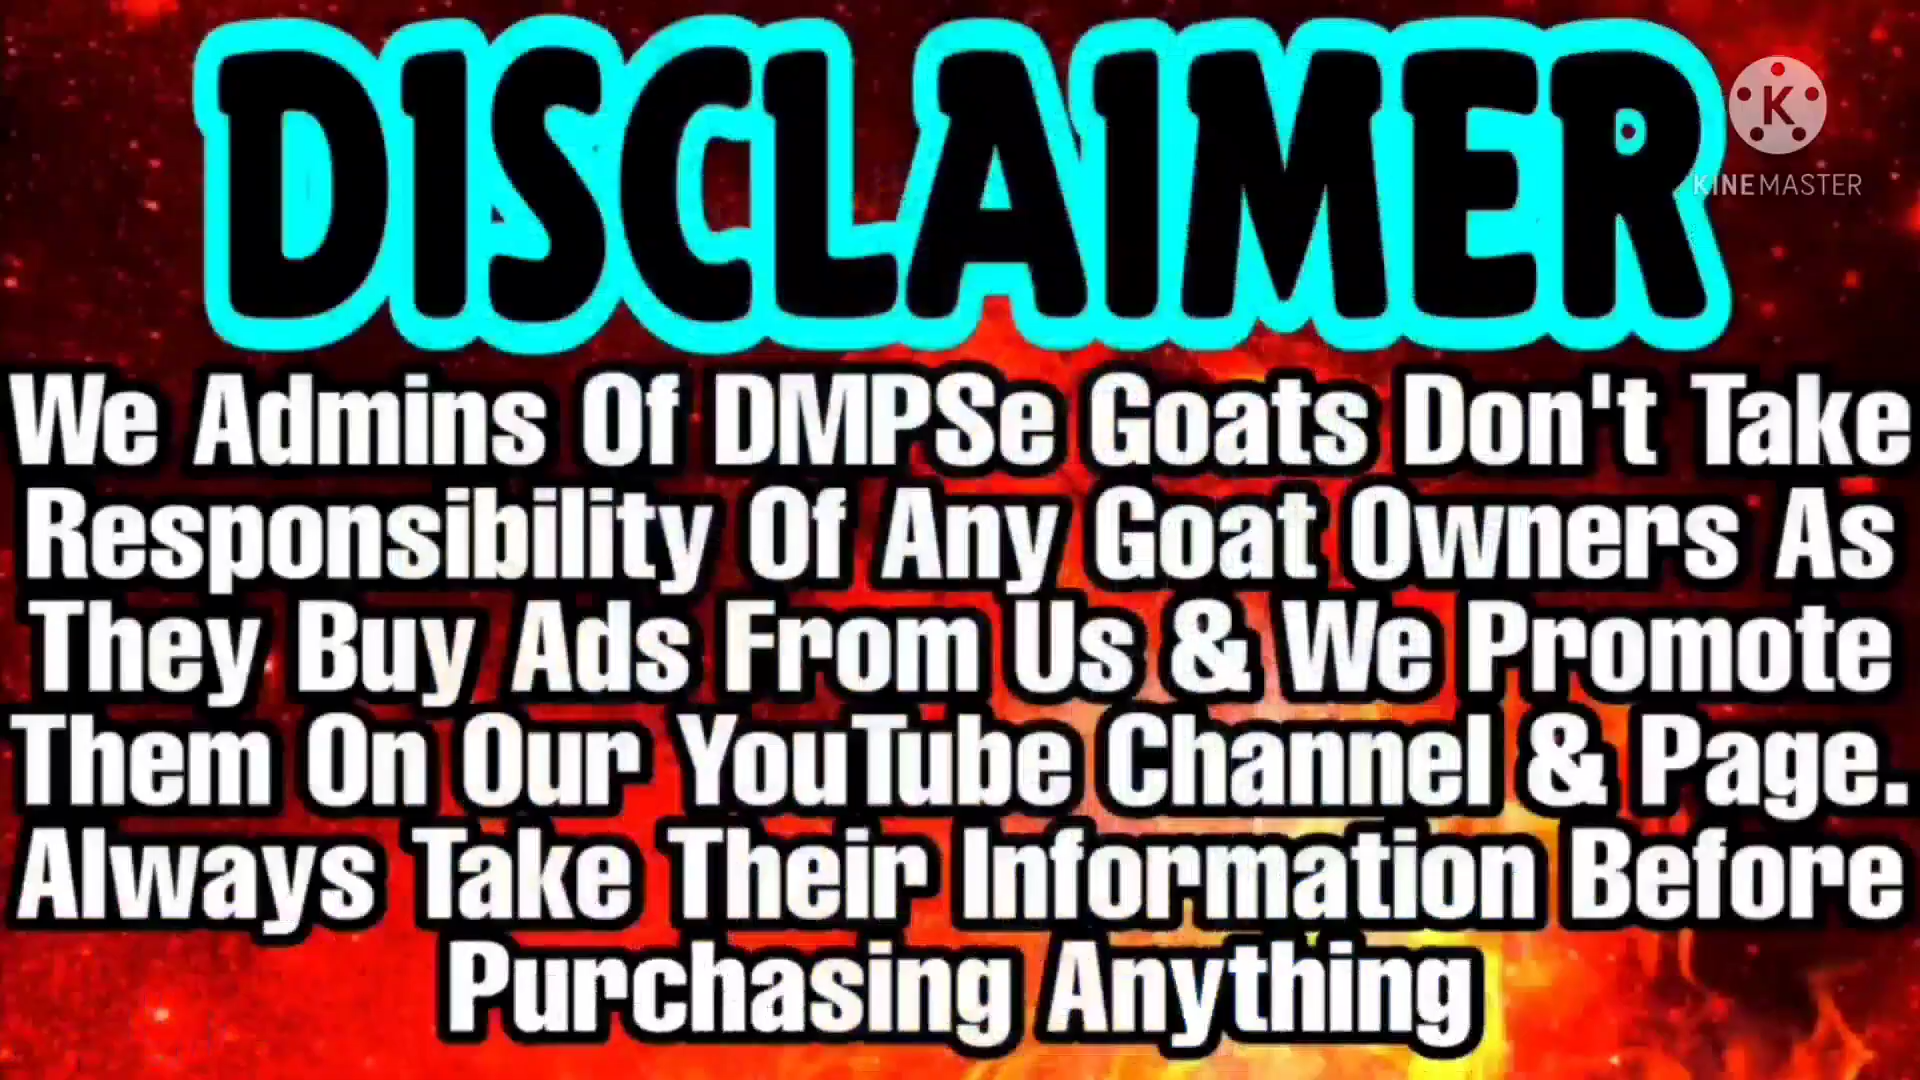 DISCLAIMER
K
KINEMASTER
We Admins Of DMPSe Goats Don't Take
Responsibility Of Any Goat Owners As
They Buy Ads From Us & We Promote
Them On Our YouTube Channel & Page.
Always Take Their Information Before
Purchasing Anything